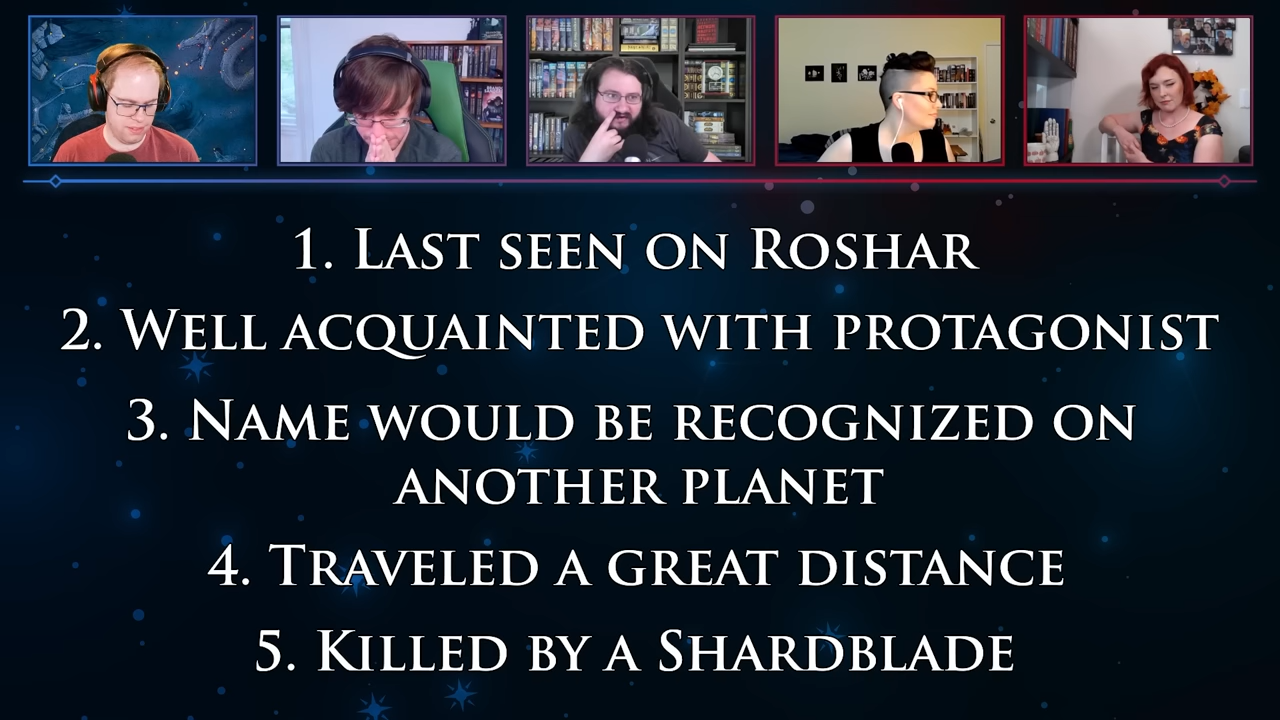 1. Last seen on Roshar
2. Well acquainted with protagonist
3. Name would be recognized on
another planet
4. Traveled a great distance
5. Killed by a Shardblade